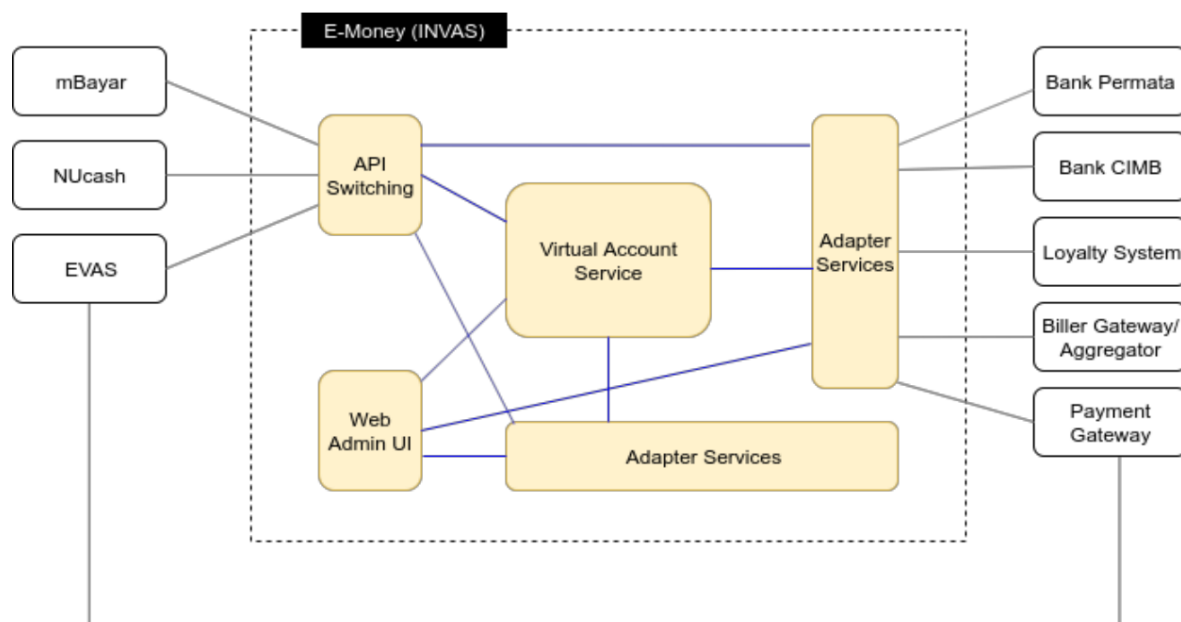 E-Money (INVAS)
mBayar
NUcash
EVAS
API
Switching
Virtual Account
Service
Web
Admin UI
Adapter Services
Adapter
Services
Bank Permata
Bank CIMB
Loyalty System
Biller Gateway/
Aggregator
Payment
Gateway